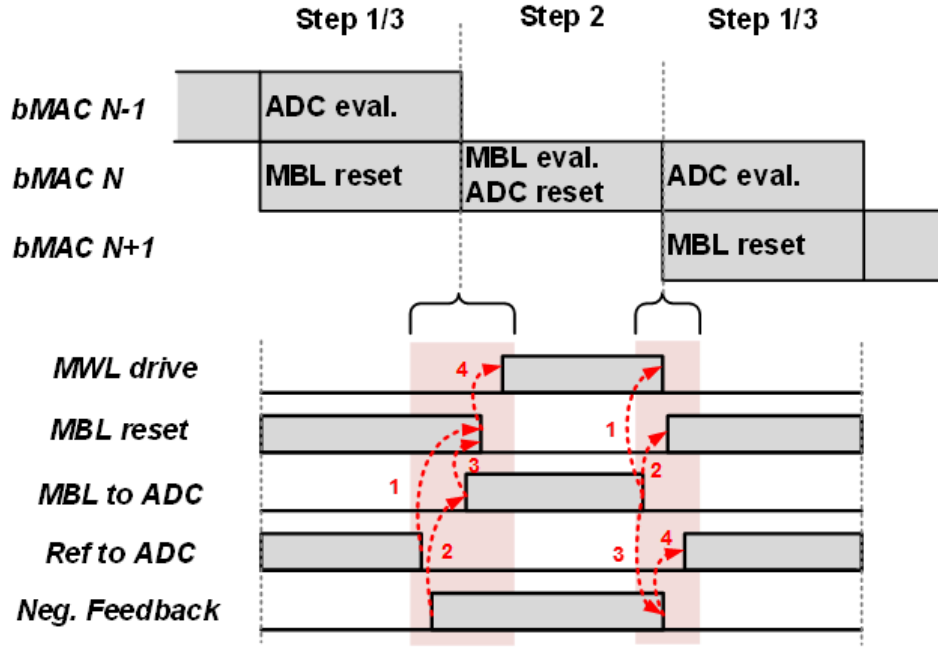 Step 1/3 Step 2 Step 1/3
bMAC N-1 ADC eval.
bMAC N MBL reset MBL eval. ADC eval.
ADC reset
bMAC N+1 MBL reset
MWL drive 4
MBL reset 1
3 2
MBL to ADC 1
Ref to ADC 2 3 4
Neg. Feedback